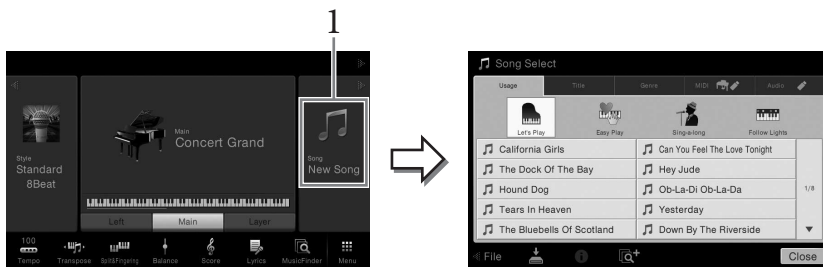 1
Style
Standard
8Beat
Main
Concert Grand
Song
New Song
Left Main Layer
100
Tempo Transpose Split&Fingering Balance Score Lyrics MusicFinder Menu
Song Select
Usage Title Genre MIDI Audio
Let's Play Easy Play Sing-a-long Follow Lights
California Girls Can You Feel The Love Tonight
The Dock Of The Bay Hey Jude
Hound Dog Ob-La-Di Ob-La-Da
1/8
Tears In Heaven Yesterday
The Bluebells Of Scotland Down By The Riverside
File Close